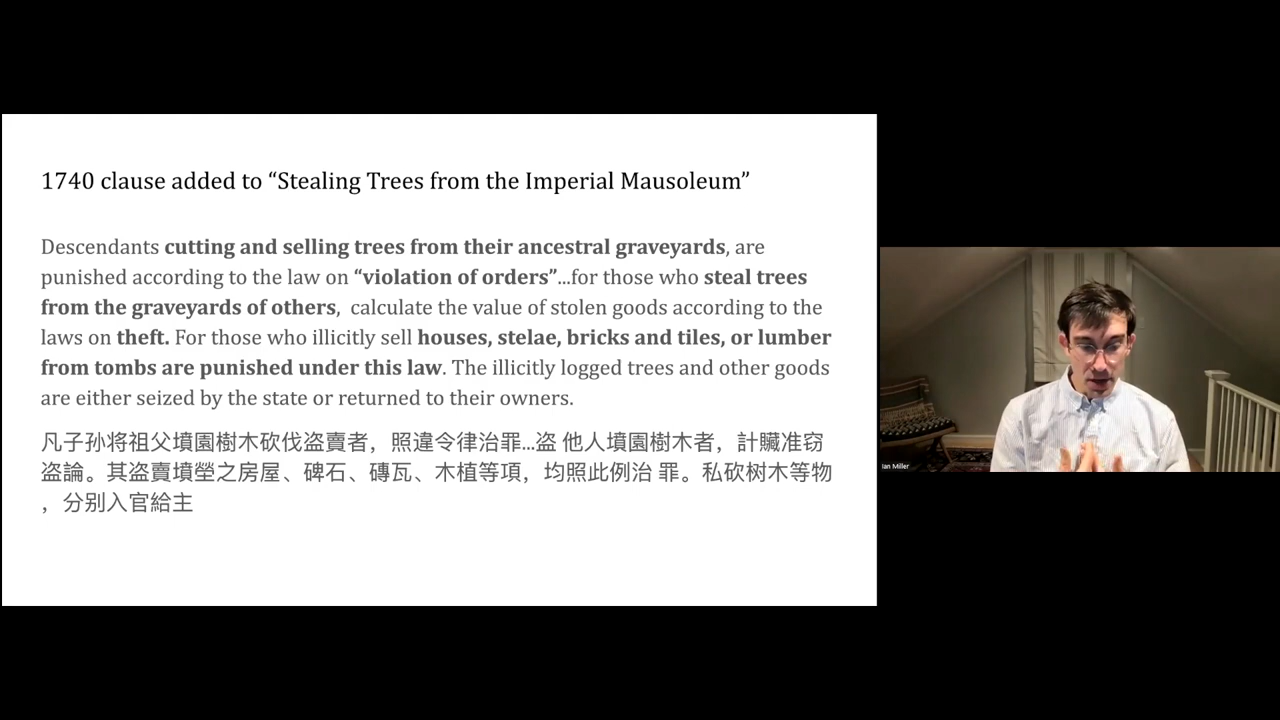 1740 clause added to “Stealing Trees from the Imperial Mausoleum”
Descendants cutting and selling trees from their ancestral graveyards, are
punished according to the law on “violation of orders”...for those who steal trees
from the graveyards of others,  calculate the value of stolen goods according to the
laws on theft. For those who illicitly sell houses, stelae, bricks and tiles, or lumber
from tombs are punished under this law. The illicitly logged trees and other goods
are either seized by the state or returned to their owners.
凡子孙将祖父墳園樹木砍伐盗賣者，照違令律治罪...盗 他人墳園樹木者，計贓准窃
盗論。其盗賣墳塋之房屋、碑石、磚瓦、木植等項，均照此例治 罪。私砍树木等物
，分别入官給主
Ian Miller